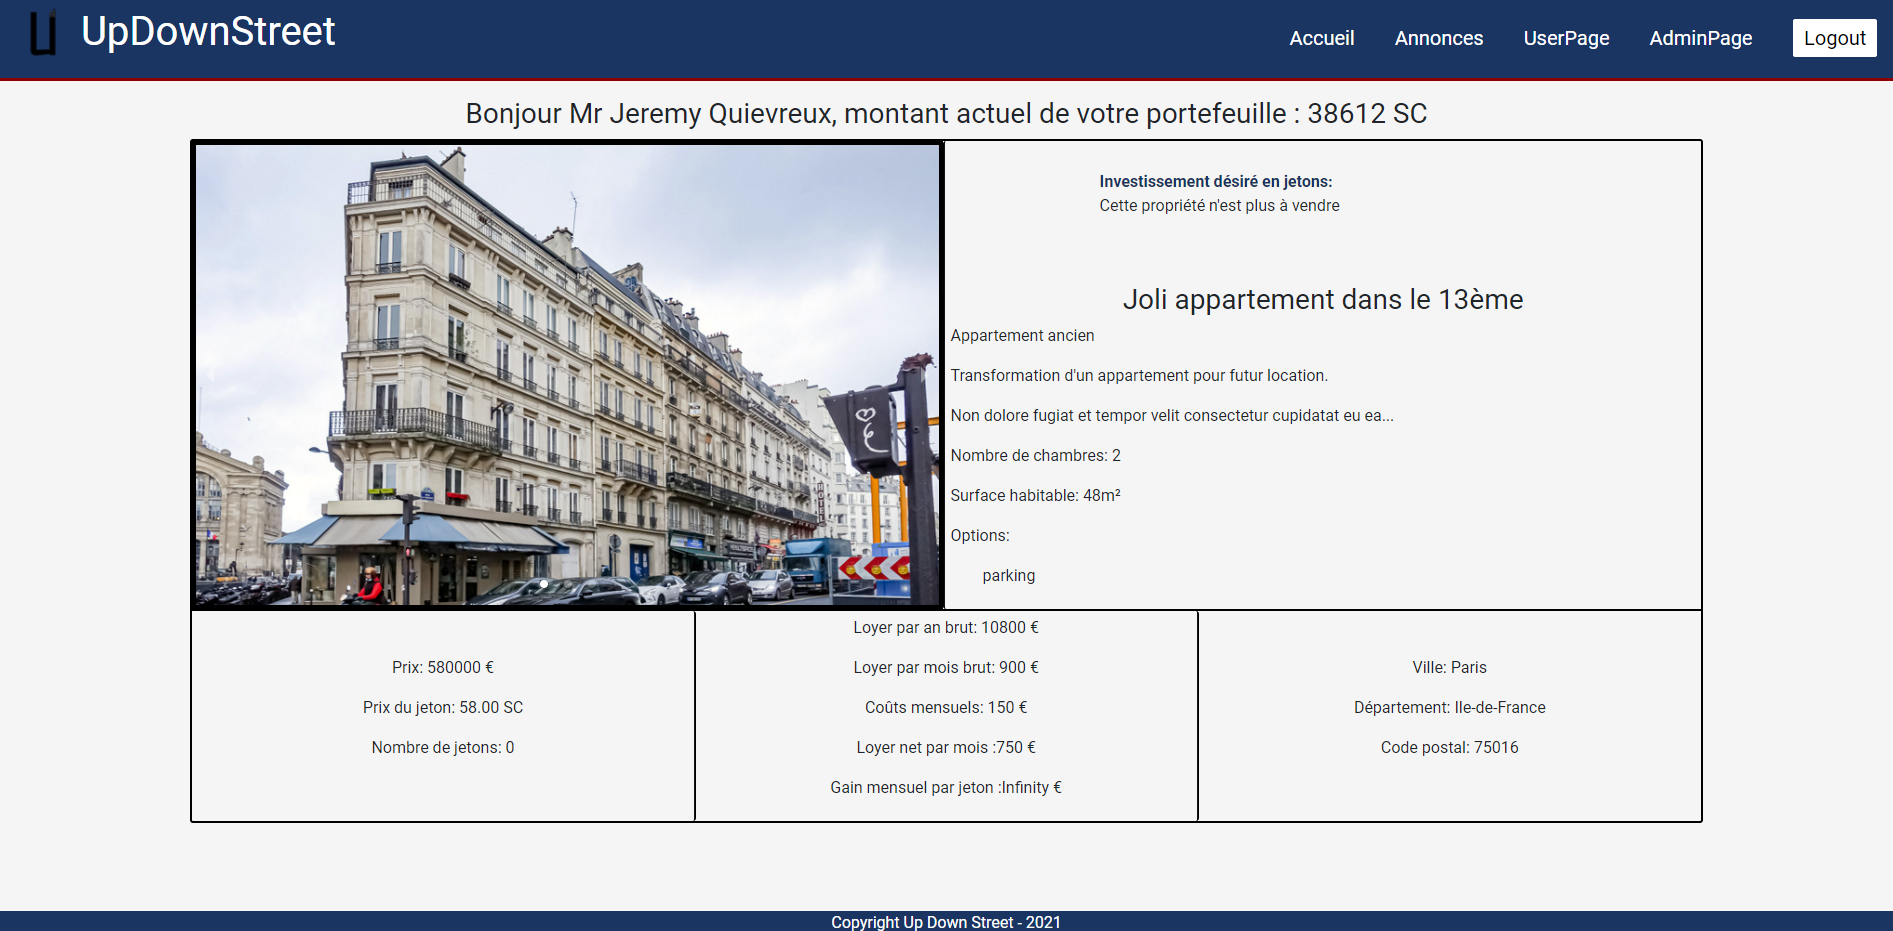 UpDownStreet
Accueil
Annonces
UserPage
AdminPage
Logout
Bonjour Mr Jeremy Quievreux, montant actuel de votre portefeuille : 38612 SC
HOTEL
Investissement désiré en jetons:
Cette propriété n'est plus à vendre
Joli appartement dans le 13ème
Appartement ancien
Transformation d'un appartement pour futur location.
Non dolore fugiat et tempor velit consectetur cupidatat eu ea...
Nombre de chambres: 2
Surface habitable: 48m²
Options:
parking
Prix: 580000 €
Prix du jeton: 58.00 SC
Nombre de jetons: 0
Loyer par an brut: 10800 €
Loyer par mois brut: 900 €
Coûts mensuels: 150 €
Loyer net par mois :750 €
Gain mensuel par jeton :Infinity €
Ville: Paris
Département: Ile-de-France
Code postal: 75016
Copyright Up Down Street - 2021